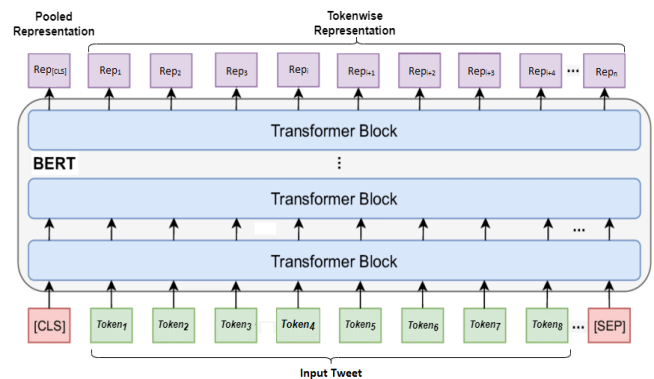 Pooled
Representation
Tokenwise
Representation
Rep[CLS] Rep1 Rep2 Rep3 Repi Repi+1 Repi+2 Repi+3 Repi+4 ... Repn
Transformer Block
BERT
⋮
Transformer Block
...
Transformer Block
[CLS] Token1 Token2 Token3 Token4 Token5 Token6 Token7 Token8 ... [SEP]
Input Tweet